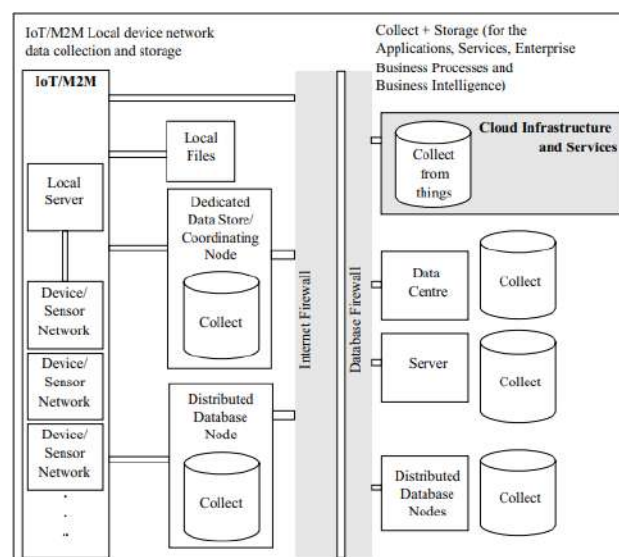 IoT/M2M Local device network
data collection and storage
IoT/M2M
Local
Server
Device/
Sensor
Network
Device/
Sensor
Network
Device/
Sensor
Network
Local
Files
Dedicated
Data Store/
Coordinating
Node
Collect
Distributed
Database
Node
Collect
Internet Firewall
Database Firewall
Collect + Storage (for the
Applications, Services, Enterprise
Business Processes and
Business Intelligence)
Cloud Infrastructure
and Services
Collect
from
things
Data
Centre
Collect
Server
Collect
Distributed
Database
Nodes
Collect